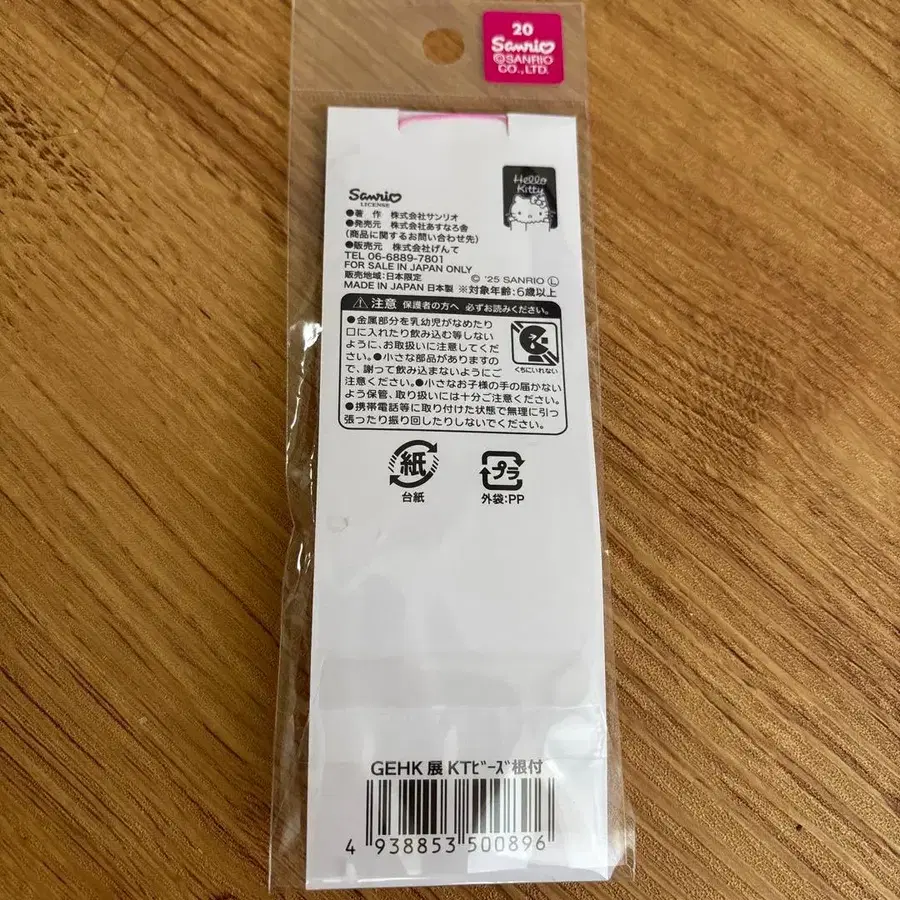 20
Sanrio
©SANRIO
CO.,LTD.
Hello
Kitty
Sanrio
LICENSE
●著 作 株式会社サンリオ
●発売元 株式会社あすなろ舎
(商品に関するお問い合わせ先)
●販売元 株式会社げんて
TEL 06-6889-7801
FOR SALE IN JAPAN ONLY
販売地域:日本限定 © '25 SANRIO Ⓛ
MADE IN JAPAN 日本製 ※対象年齢:6歳以上
⚠注意 保護者の方へ 必ずお読みください。
●金属部分を乳幼児がなめたり
口に入れたり飲み込む等しない
ように、お取扱いに注意してくだ
さい。●小さな部品がありますの
で、謝って飲み込まないようにご
注意ください。●小さなお子様の手の届かない
よう保管、取り扱いには十分ご注意ください。
●携帯電話等に取り付けた状態で無理に引っ
張ったり振り回したりしないでください。
くちにいれない
紙
台紙
プラ
外袋:PP
GEHK 展 KTビーズ根付
4 938853 500896